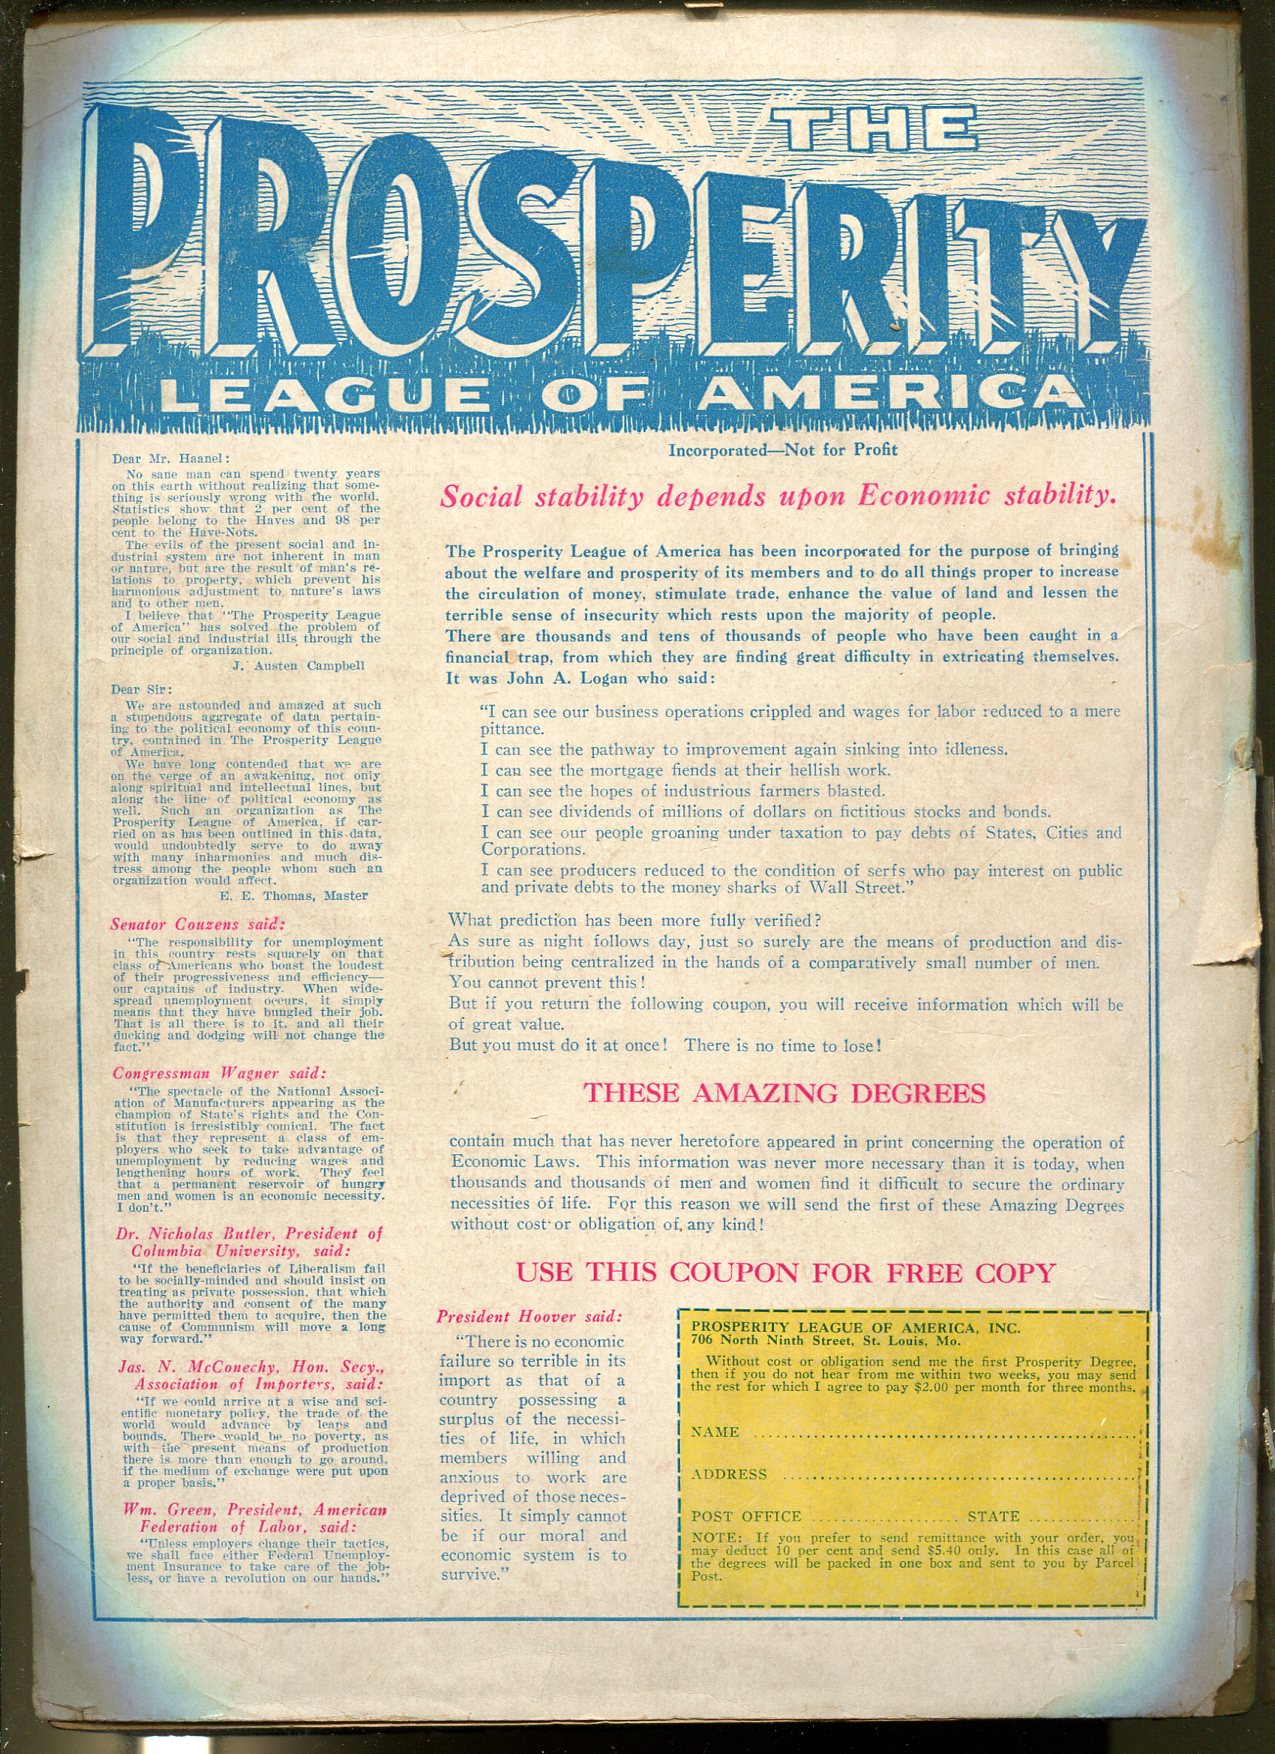 THE
PROSPERITY
LEAGUE OF AMERICA
Incorporated—Not for Profit
Dear Mr. Haanel:
No sane man can spend twenty years
on this earth without realizing that some-
thing is seriously wrong with the world.
Statistics show that 2 per cent of the
people belong to the Haves and 98 per
cent to the Have-Nots.
The evils of the present social and in-
dustrial system are not inherent in man
or nature, but are the result of man's re-
lations to property, which prevent his
harmonious adjustment to nature's laws
and to other men.
I believe that "The Prosperity League
of America" has solved the problem of
our social and industrial ills through the
principle of organization.
J. Austen Campbell
Dear Sir:
We are astounded and amazed at such
a stupendous aggregate of data pertain-
ing to the political economy of this coun-
try, contained in The Prosperity League
of America.
We have long contended that we are
on the verge of an awakening, not only
along spiritual and intellectual lines, but
along the line of political economy as
well. Such an organization as The
Prosperity League of America, if car-
ried on as has been outlined in this data,
would undoubtedly serve to do away
with many inharmonies and much dis-
tress among the people whom such an
organization would affect.
E. E. Thomas, Master
Senator Couzens said:
"The responsibility for unemployment
in this country rests squarely on that
class of Americans who boast the loudest
of their progressiveness and efficiency—
our captains of industry. When wide-
spread unemployment occurs, it simply
means that they have bungled their job.
That is all there is to it, and all their
ducking and dodging will not change the
fact."
Congressman Wagner said:
"The spectacle of the National Associ-
ation of Manufacturers appearing as the
champion of State's rights and the Con-
stitution is irresistibly comical. The fact
is that they represent a class of em-
ployers who seek to take advantage of
unemployment by reducing wages and
lengthening hours of work. They feel
that a permanent reservoir of hungry
men and women is an economic necessity.
I don't."
Dr. Nicholas Butler, President of
Columbia University, said:
"If the beneficiaries of Liberalism fail
to be socially-minded and should insist on
treating as private possession, that which
the authority and consent of the many
have permitted them to acquire, then the
cause of Communism will move a long
way forward."
Jas. N. McConechy, Hon. Secy.,
Association of Importers, said:
"If we could arrive at a wise and sci-
entific monetary policy, the trade of the
world would advance by leaps and
bounds. There would be no poverty, as
with the present means of production
there is more than enough to go around,
if the medium of exchange were put upon
a proper basis."
Wm. Green, President, American
Federation of Labor, said:
"Unless employers change their tactics,
we shall face either Federal Unemploy-
ment Insurance to take care of the job-
less, or have a revolution on our hands."
Social stability depends upon Economic stability.
The Prosperity League of America has been incorporated for the purpose of bringing
about the welfare and prosperity of its members and to do all things proper to increase
the circulation of money, stimulate trade, enhance the value of land and lessen the
terrible sense of insecurity which rests upon the majority of people.
There are thousands and tens of thousands of people who have been caught in a
financial trap, from which they are finding great difficulty in extricating themselves.
It was John A. Logan who said:
"I can see our business operations crippled and wages for labor reduced to a mere
pittance.
I can see the pathway to improvement again sinking into idleness.
I can see the mortgage fiends at their hellish work.
I can see the hopes of industrious farmers blasted.
I can see dividends of millions of dollars on fictitious stocks and bonds.
I can see our people groaning under taxation to pay debts of States, Cities and
Corporations.
I can see producers reduced to the condition of serfs who pay interest on public
and private debts to the money sharks of Wall Street."
What prediction has been more fully verified?
As sure as night follows day, just so surely are the means of production and dis-
tribution being centralized in the hands of a comparatively small number of men.
You cannot prevent this!
But if you return the following coupon, you will receive information which will be
of great value.
But you must do it at once! There is no time to lose!
THESE AMAZING DEGREES
contain much that has never heretofore appeared in print concerning the operation of
Economic Laws. This information was never more necessary than it is today, when
thousands and thousands of men and women find it difficult to secure the ordinary
necessities of life. For this reason we will send the first of these Amazing Degrees
without cost or obligation of any kind!
USE THIS COUPON FOR FREE COPY
President Hoover said:
"There is no economic
failure so terrible in its
import as that of a
country possessing a
surplus of the necessi-
ties of life, in which
members willing and
anxious to work are
deprived of those neces-
sities. It simply cannot
be if our moral and
economic system is to
survive."
PROSPERITY LEAGUE OF AMERICA, INC.
706 North Ninth Street, St. Louis, Mo.
Without cost or obligation send me the first Prosperity Degree,
then if you do not hear from me within two weeks, you may send
the rest for which I agree to pay $2.00 per month for three months.
NAME ........................................
ADDRESS ........................................
POST OFFICE .................... STATE ...............
NOTE: If you prefer to send remittance with your order, you
may deduct 10 per cent and send $5.40 only. In this case all of
the degrees will be packed in one box and sent to you by Parcel
Post.